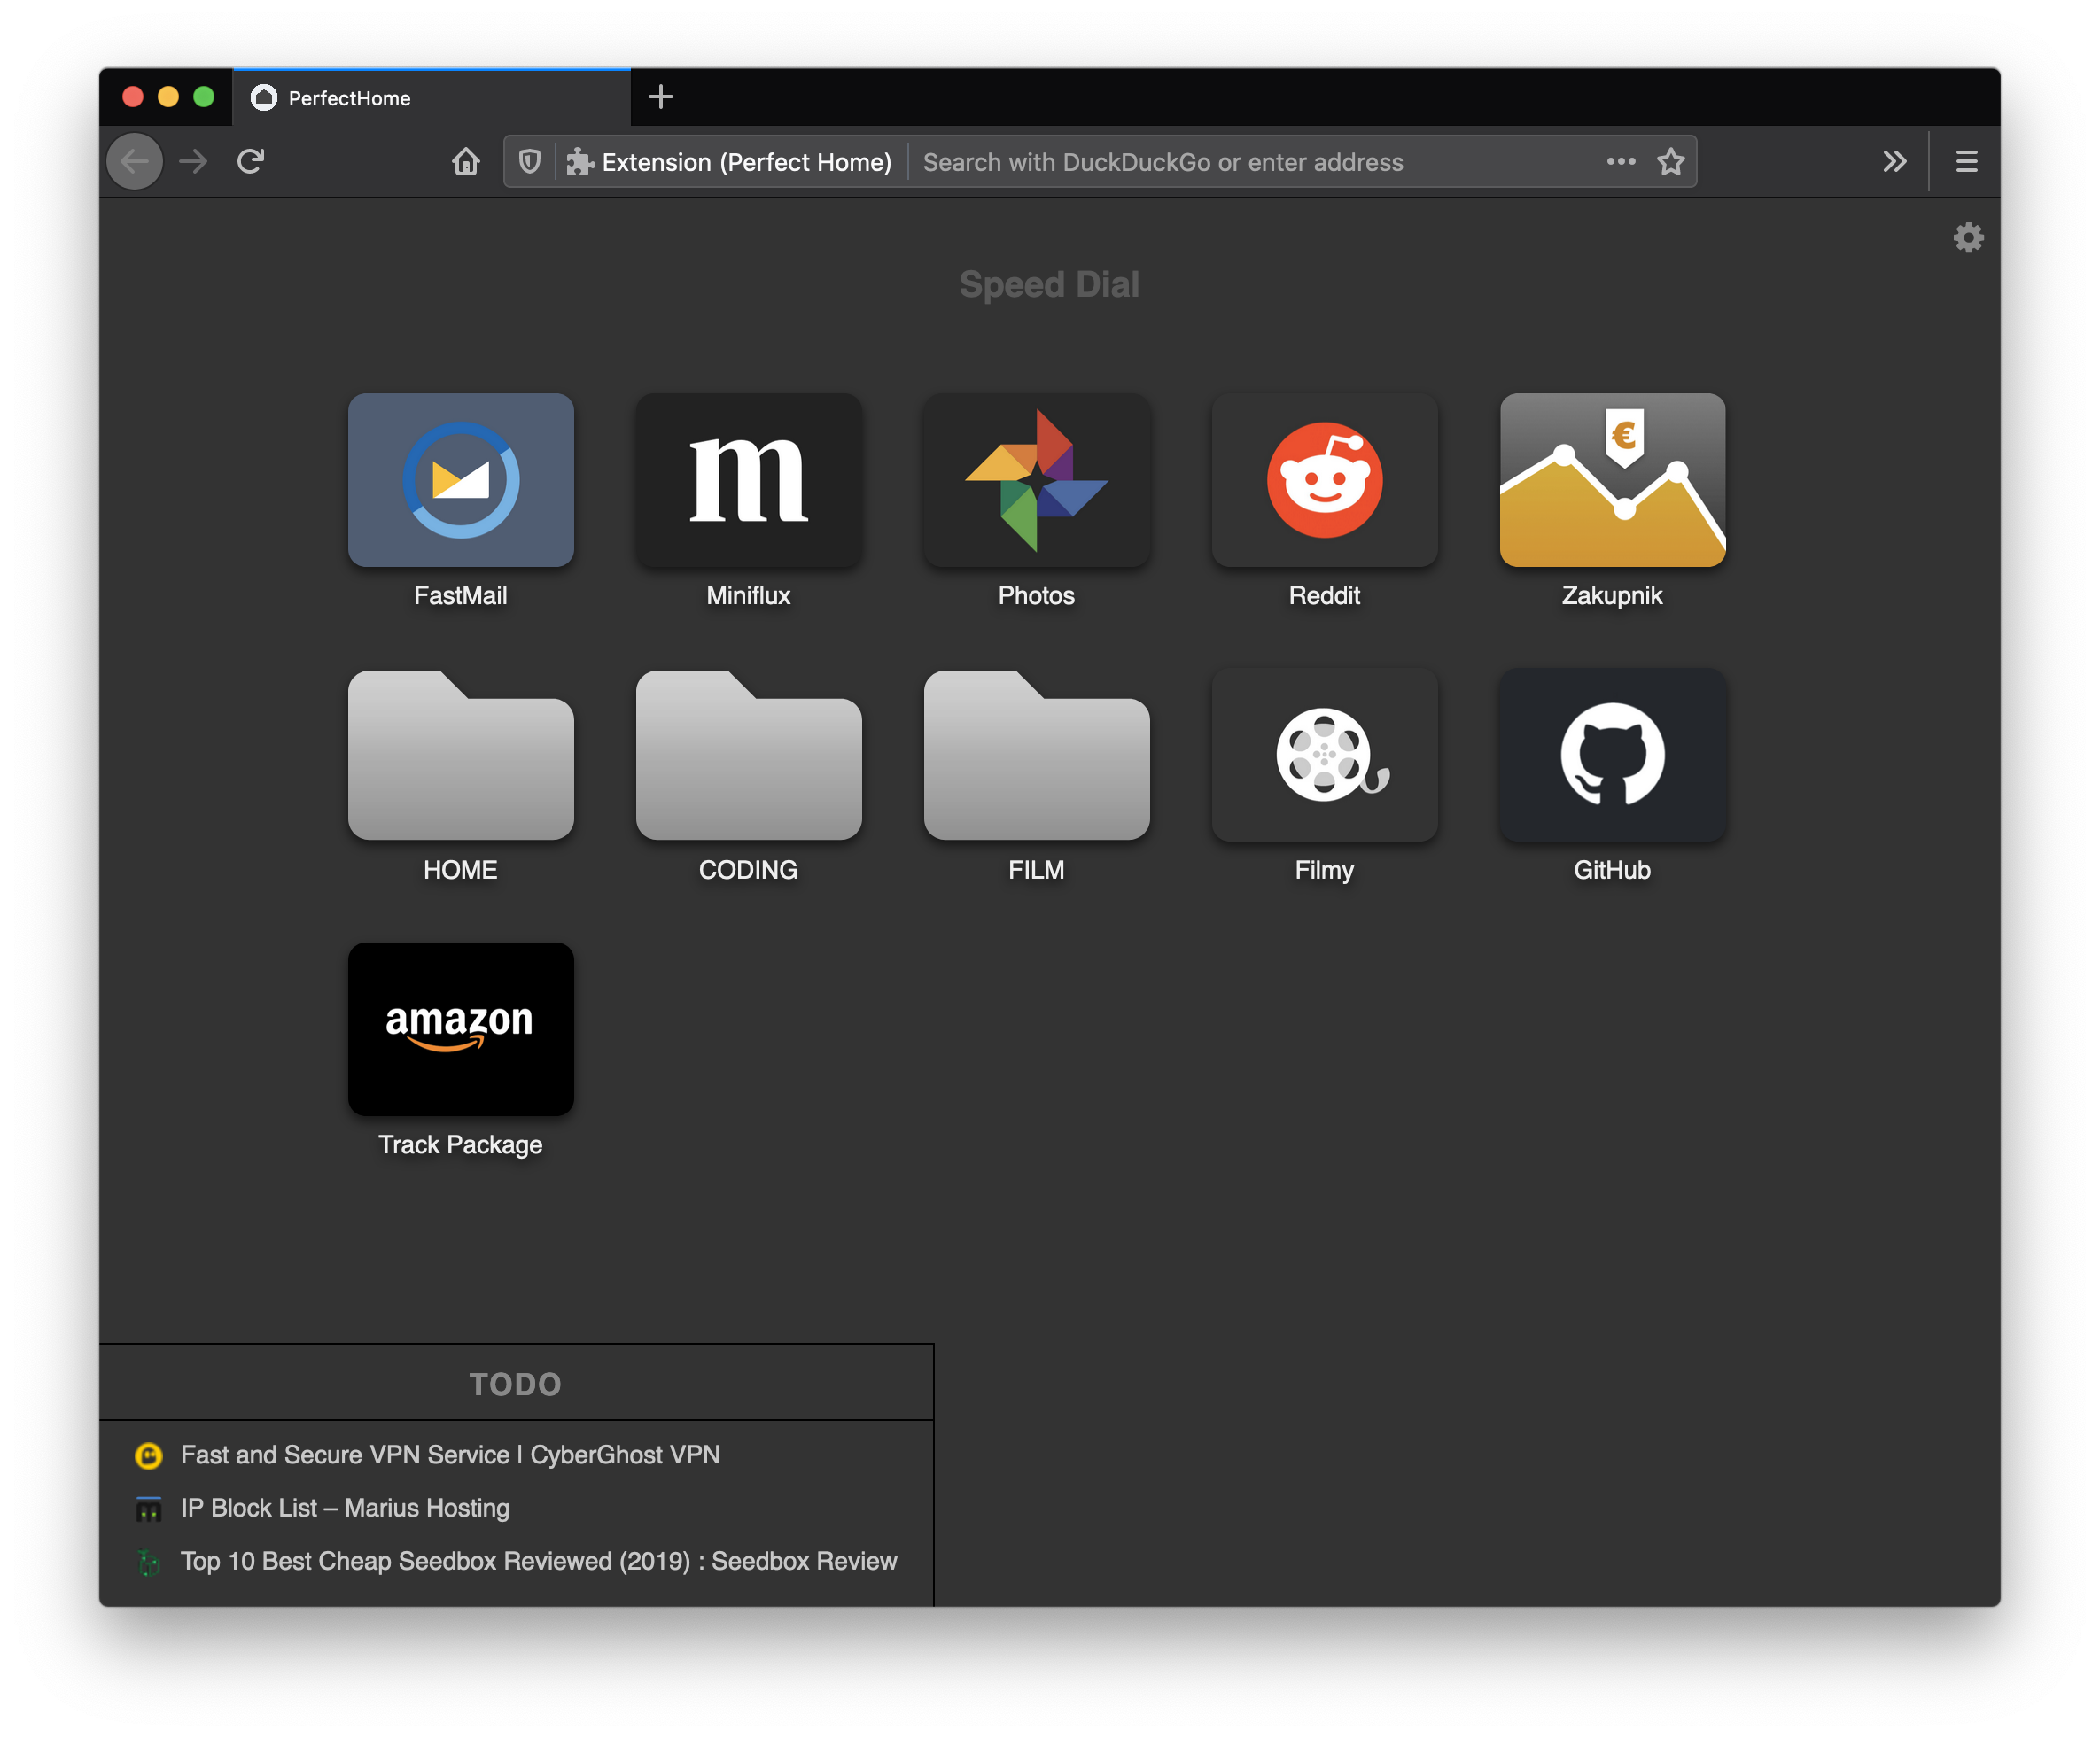 PerfectHome
Extension (Perfect Home) Search with DuckDuckGo or enter address
Speed Dial
m
€
FastMail Miniflux Photos Reddit Zakupnik
HOME CODING FILM Filmy GitHub
amazon
Track Package
TODO
Fast and Secure VPN Service | CyberGhost VPN
IP Block List – Marius Hosting
Top 10 Best Cheap Seedbox Reviewed (2019) : Seedbox Review